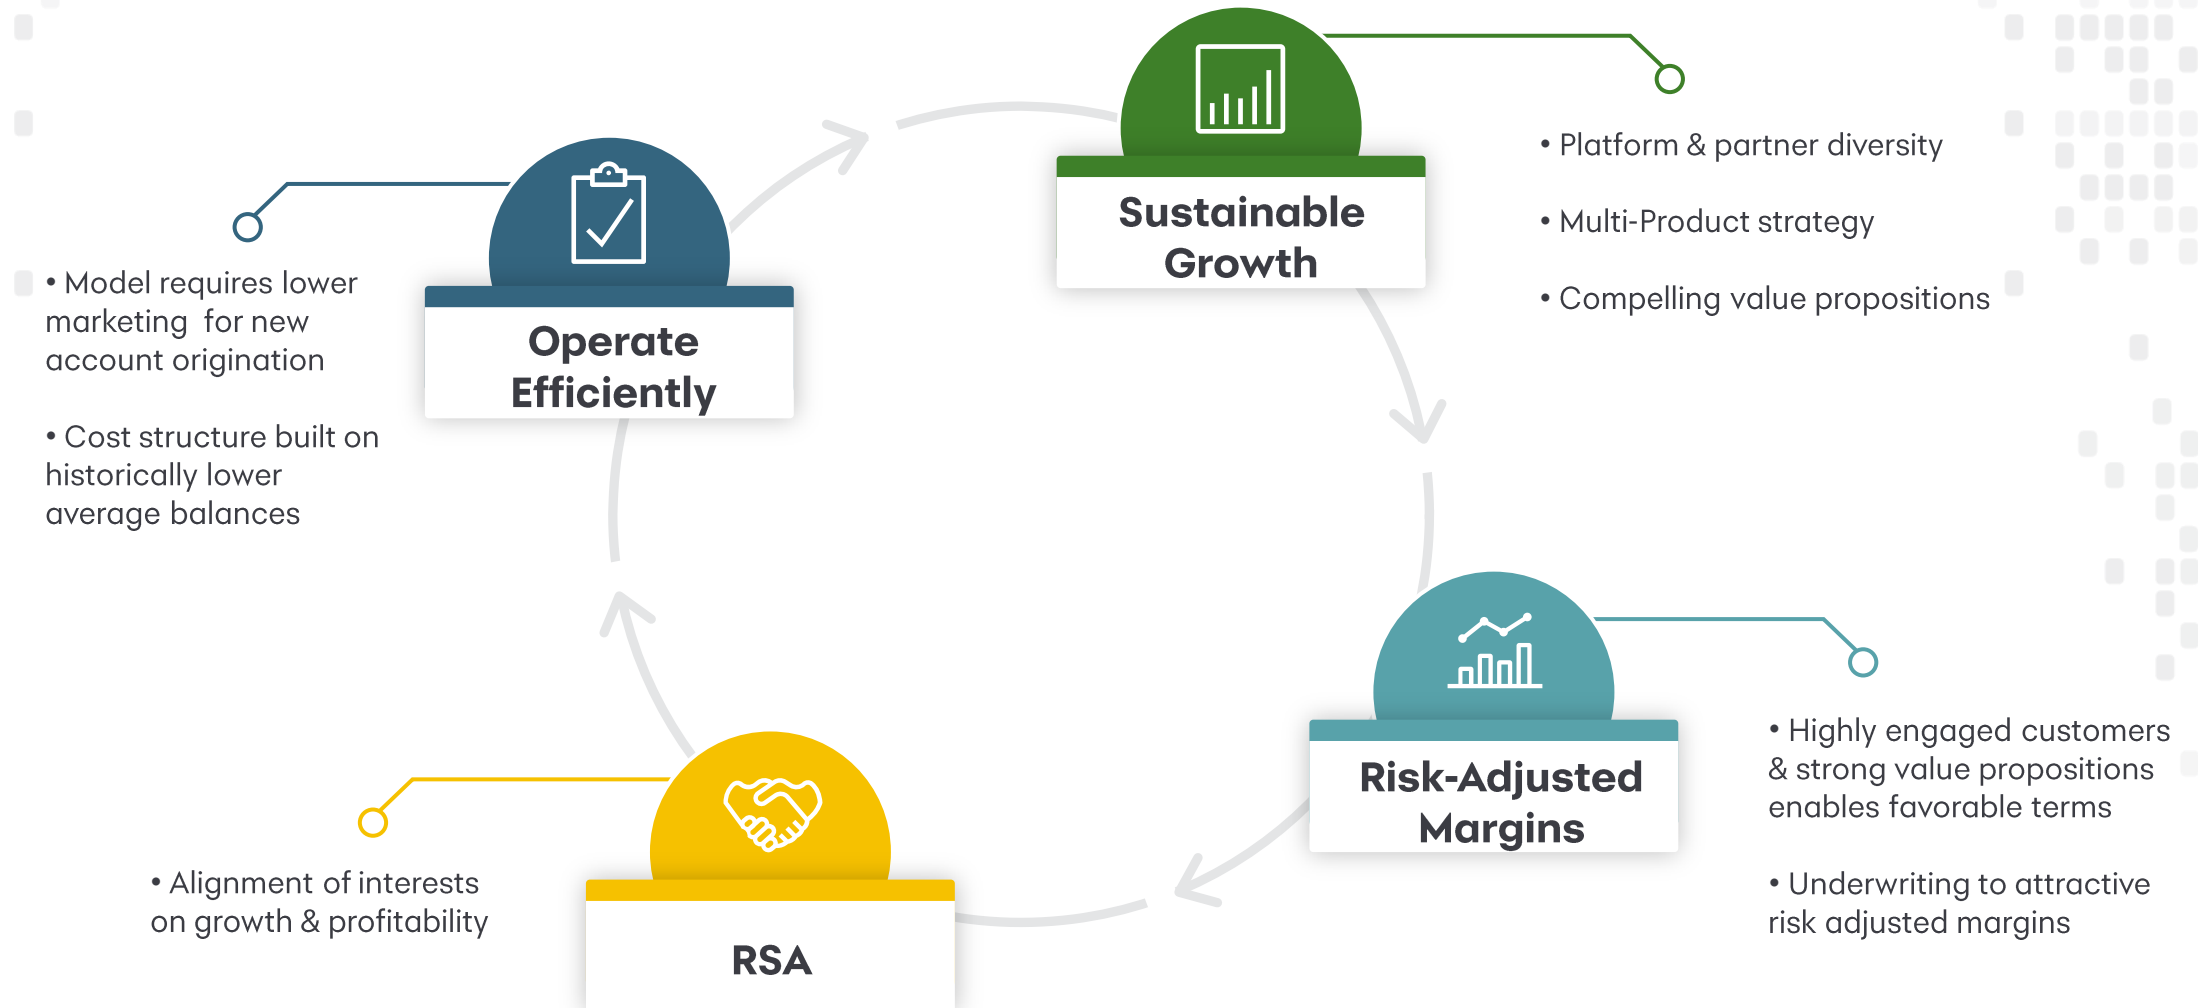 Sustainable
Growth
• Platform & partner diversity
• Multi-Product strategy
• Compelling value propositions
Operate
Efficiently
• Model requires lower
marketing for new
account origination
• Cost structure built on
historically lower
average balances
Risk-Adjusted
Margins
• Highly engaged customers
& strong value propositions
enables favorable terms
• Underwriting to attractive
risk adjusted margins
RSA
• Alignment of interests
on growth & profitability